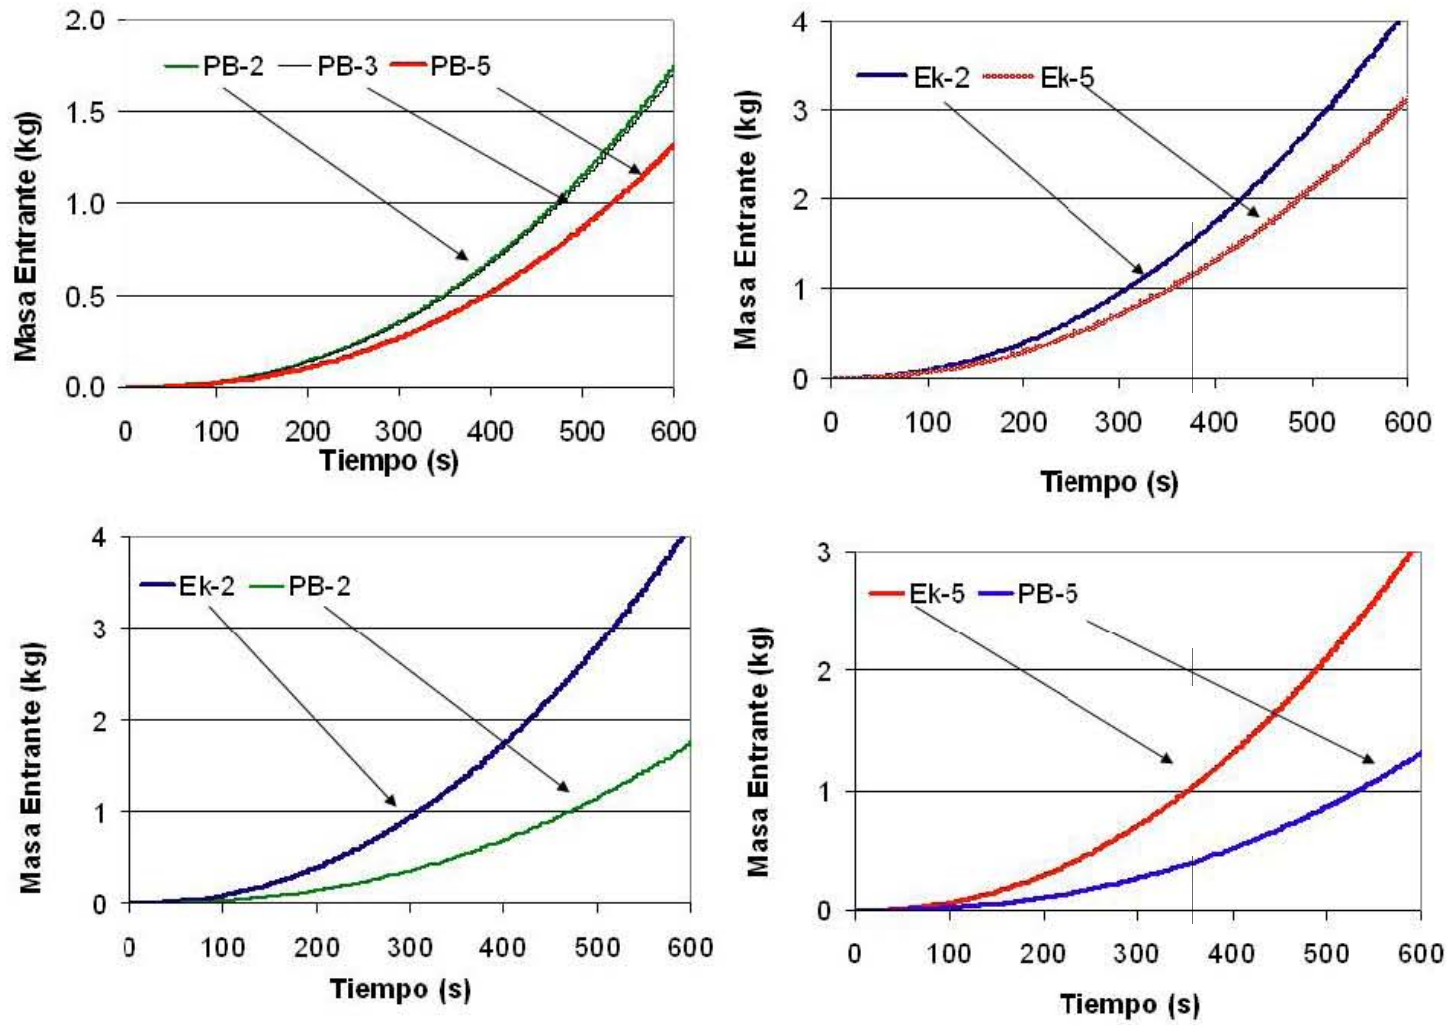 2.0
1.5
1.0
0.5
0.0
Masa Entrante (kg)
PB-2 PB-3 PB-5
0 100 200 300 400 500 600
Tiempo (s)
4
3
2
1
0
Masa Entrante (kg)
Ek-2 Ek-5
0 100 200 300 400 500 600
Tiempo (s)
4
3
2
1
0
Masa Entrante (kg)
Ek-2 PB-2
0 100 200 300 400 500 600
Tiempo (s)
3
2
1
0
Masa Entrante (kg)
Ek-5 PB-5
0 100 200 300 400 500 600
Tiempo (s)